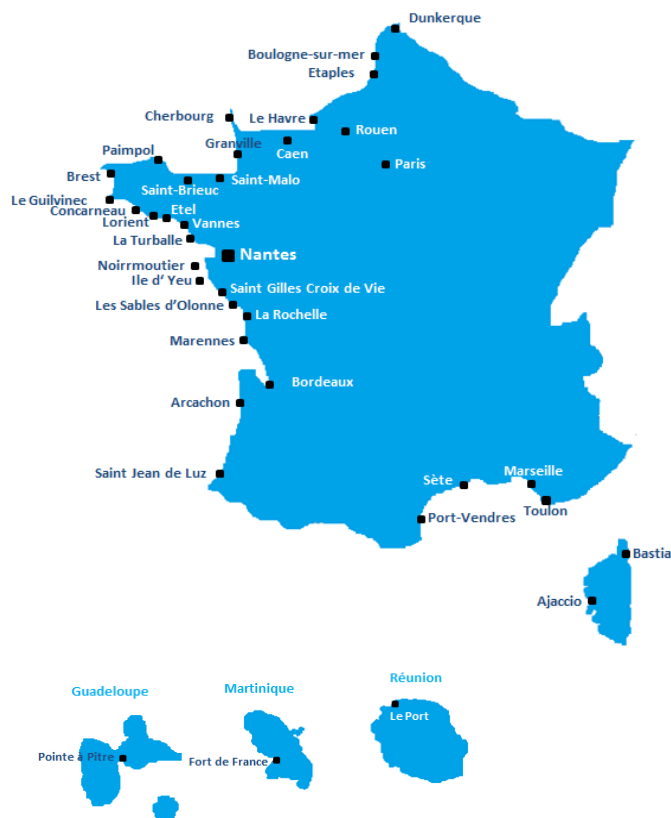 Dunkerque
Boulogne-sur-mer
Etaples
Cherbourg
Le Havre
Rouen
Granville
Caen
Paimpol
Paris
Brest
Saint-Brieuc
Saint-Malo
Le Guilvinec
Concarneau
Etel
Lorient
Vannes
La Turballe
Nantes
Noirrmoutier
Ile d' Yeu
Saint Gilles Croix de Vie
Les Sables d'Olonne
La Rochelle
Marennes
Bordeaux
Arcachon
Saint Jean de Luz
Sète
Marseille
Toulon
Port-Vendres
Bastia
Ajaccio
Guadeloupe
Martinique
Réunion
Le Port
Pointe à Pitre
Fort de France